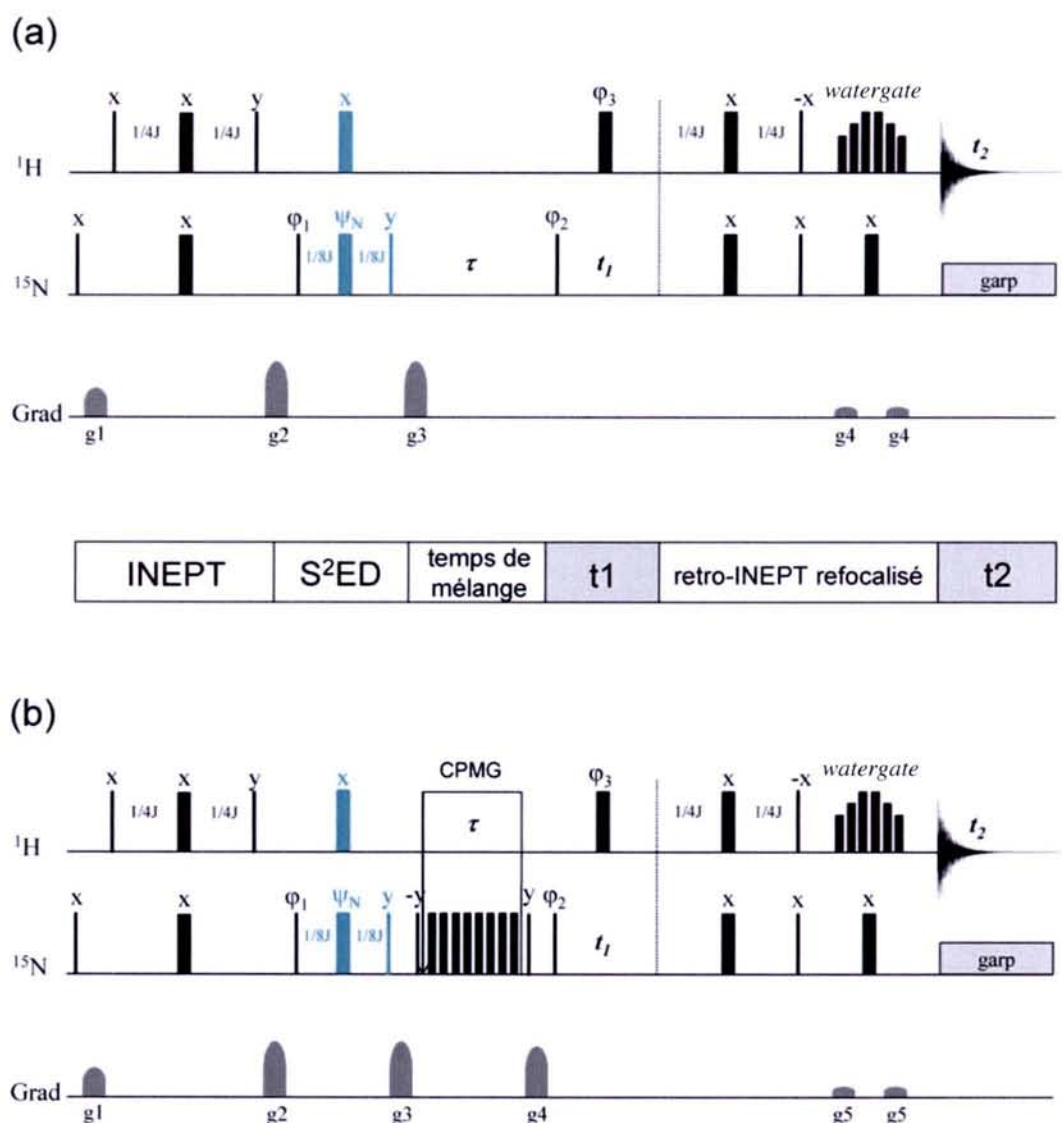 (a)
x x y x φ3 x -x watergate
1/4J 1/4J 1/4J 1/4J t2
1H
x x φ1 ψN y φ2 x x x
1/8J 1/8J τ t1
15N garp
Grad
g1 g2 g3 g4 g4
INEPT S²ED temps de mélange t1 retro-INEPT refocalisé t2
(b)
CPMG
x x y x φ3 x -x watergate
1/4J 1/4J τ 1/4J 1/4J t2
1H
x x φ1 ψN y -y y φ2 x x x
1/8J 1/8J t1
15N garp
Grad
g1 g2 g3 g4 g5 g5